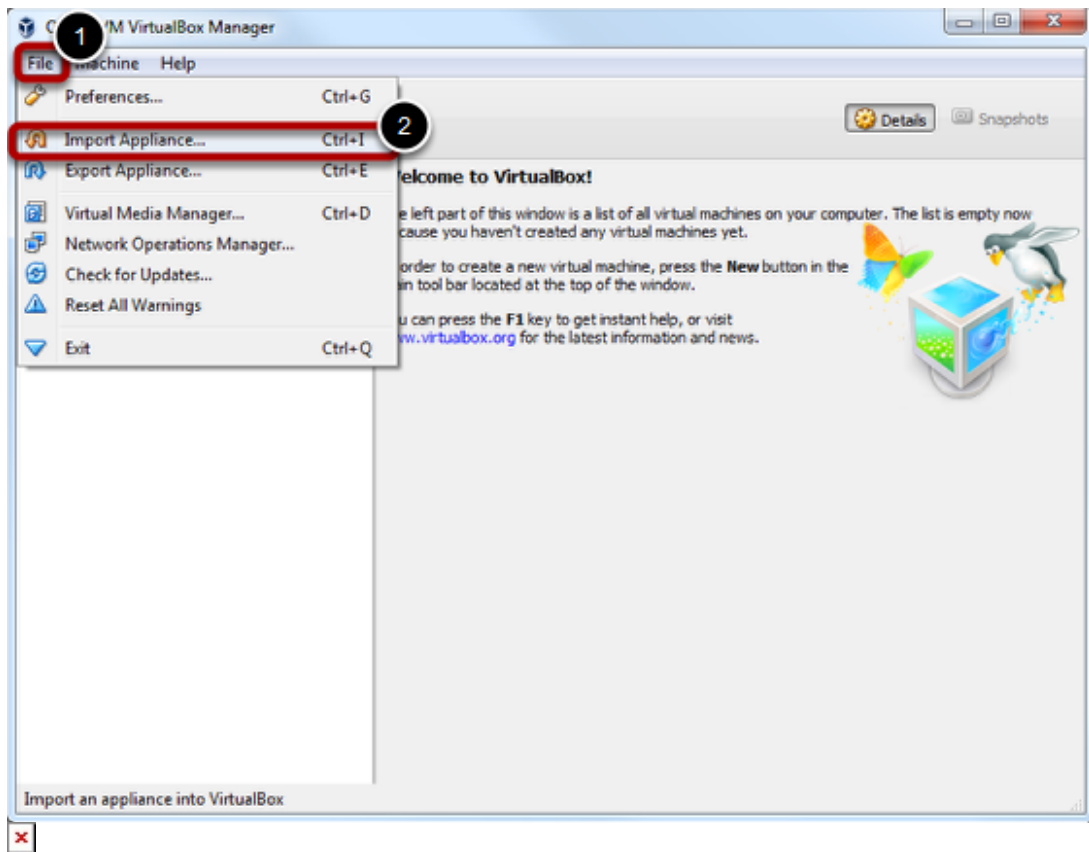 1
VM VirtualBox Manager
File Machine Help
Preferences... Ctrl+G
2
Details Snapshots
Import Appliance... Ctrl+I
Export Appliance... Ctrl+E
elcome to VirtualBox!
Virtual Media Manager... Ctrl+D
e left part of this window is a list of all virtual machines on your computer. The list is empty now
cause you haven't created any virtual machines yet.
Network Operations Manager...
Check for Updates...
order to create a new virtual machine, press the New button in the
in tool bar located at the top of the window.
Reset All Warnings
u can press the F1 key to get instant help, or visit
ww.virtualbox.org for the latest information and news.
Exit Ctrl+Q
Import an appliance into VirtualBox